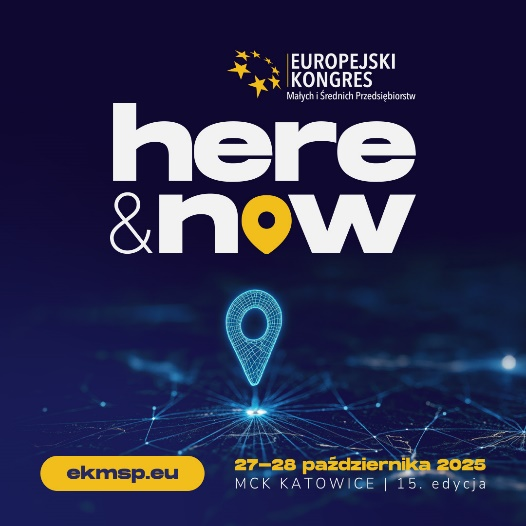 EUROPEJSKI
KONGRES
Małych i Średnich Przedsiębiorstw
here
&now
ekmsp.eu
27–28 października 2025
MCK KATOWICE | 15. edycja